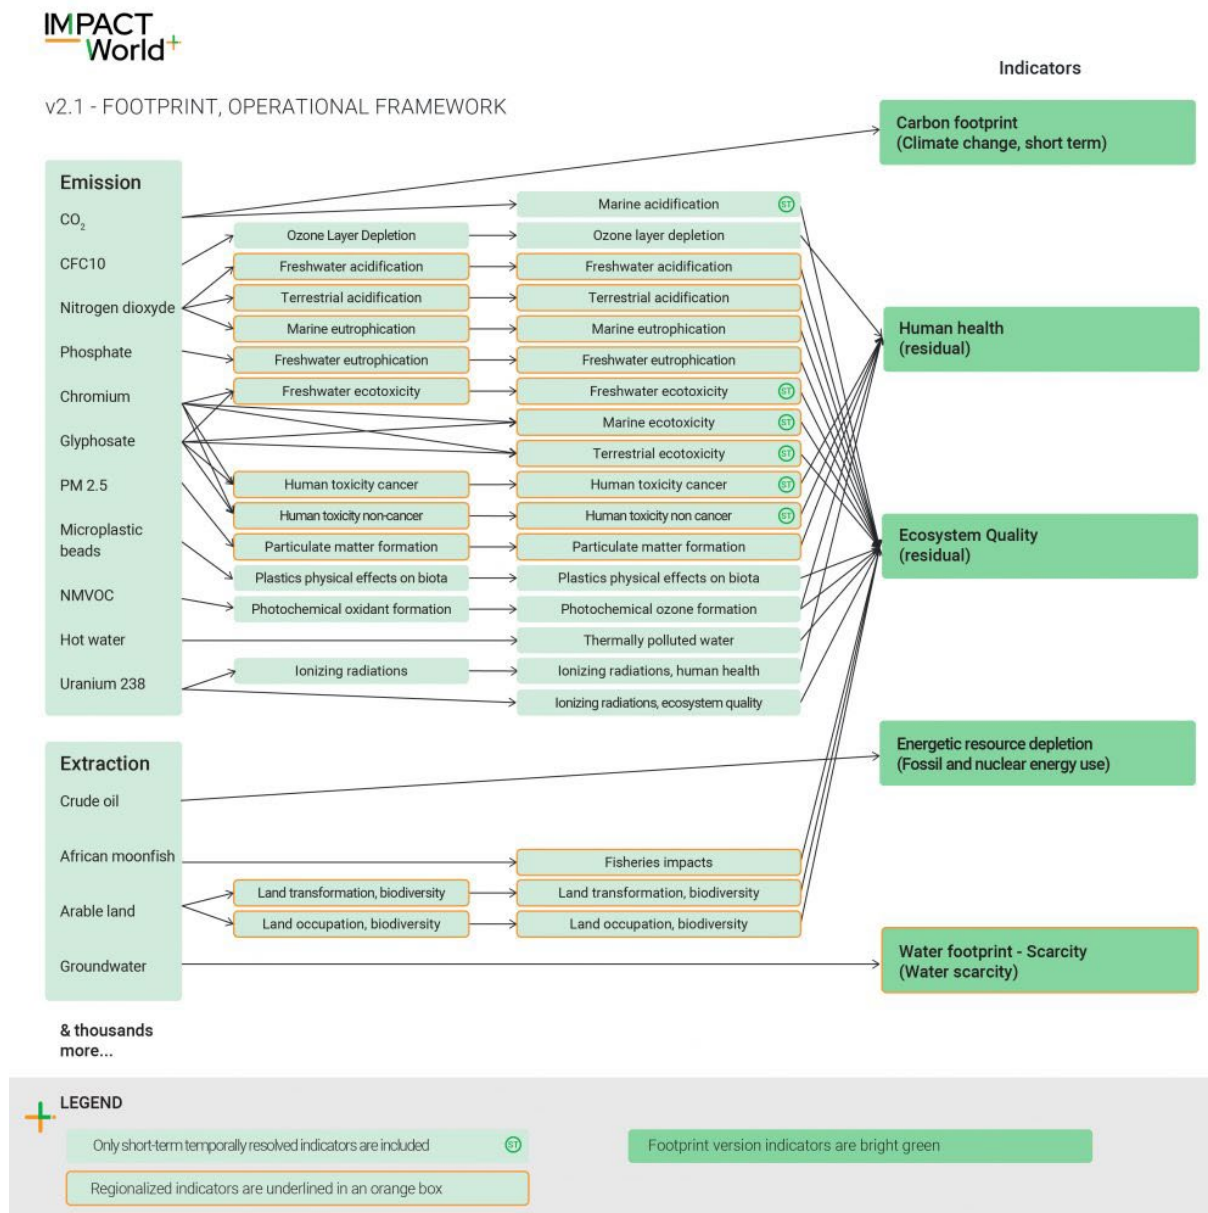 IMPACT
World+
Indicators
v2.1 - FOOTPRINT, OPERATIONAL FRAMEWORK
Carbon footprint
(Climate change, short term)
Emission
CO2
CFC10
Nitrogen dioxyde
Phosphate
Chromium
Glyphosate
PM 2.5
Microplastic
beads
NMVOC
Hot water
Uranium 238
Ozone Layer Depletion
Freshwater acidification
Terrestrial acidification
Marine eutrophication
Freshwater eutrophication
Freshwater ecotoxicity
Human toxicity cancer
Human toxicity non-cancer
Particulate matter formation
Plastics physical effects on biota
Photochemical oxidant formation
Ionizing radiations
Marine acidification ST
Ozone layer depletion
Freshwater acidification
Terrestrial acidification
Marine eutrophication
Freshwater eutrophication
Freshwater ecotoxicity ST
Marine ecotoxicity ST
Terrestrial ecotoxicity ST
Human toxicity cancer ST
Human toxicity non cancer ST
Particulate matter formation
Plastics physical effects on biota
Photochemical ozone formation
Thermally polluted water
Ionizing radiations, human health
Ionizing radiations, ecosystem quality
Human health
(residual)
Ecosystem Quality
(residual)
Extraction
Crude oil
African moonfish
Arable land
Groundwater
Land transformation, biodiversity
Land occupation, biodiversity
Fisheries impacts
Land transformation, biodiversity
Land occupation, biodiversity
Energetic resource depletion
(Fossil and nuclear energy use)
Water footprint - Scarcity
(Water scarcity)
& thousands
more...
LEGEND
Only short-term temporally resolved indicators are included ST
Footprint version indicators are bright green
Regionalized indicators are underlined in an orange box